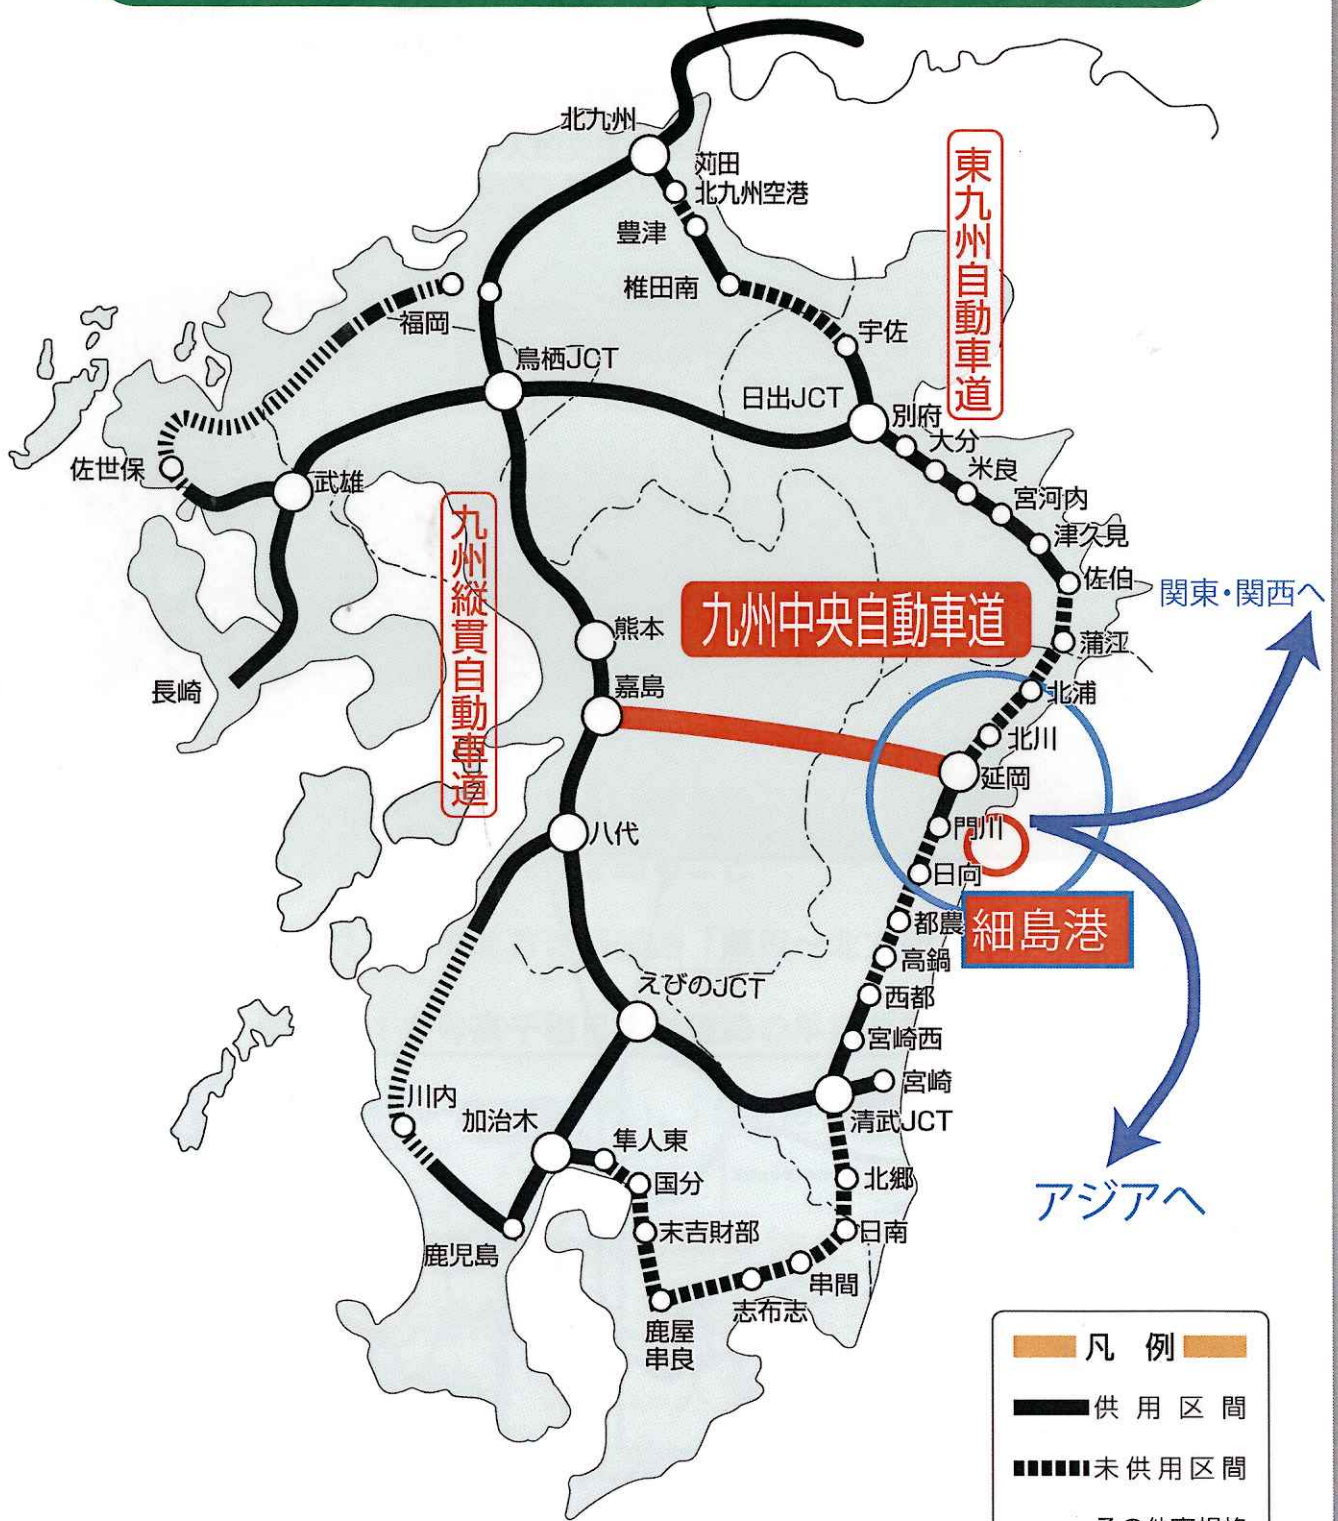 北九州
苅田
北九州空港
豊津
椎田南
東九州自動車道
福岡
宇佐
鳥栖JCT
日出JCT
別府
大分
米良
宮河内
津久見
佐伯
佐世保
武雄
九州縦貫自動車道
九州中央自動車道
関東・関西へ
熊本
蒲江
長崎
嘉島
北浦
北川
延岡
八代
門川
日向
都農
細島港
高鍋
えびのJCT
西都
宮崎西
宮崎
川内
加治木
清武JCT
隼人東
国分
北郷
アジアへ
末吉財部
日南
鹿児島
串間
志布志
鹿屋
串良
凡例
供用区間
未供用区間